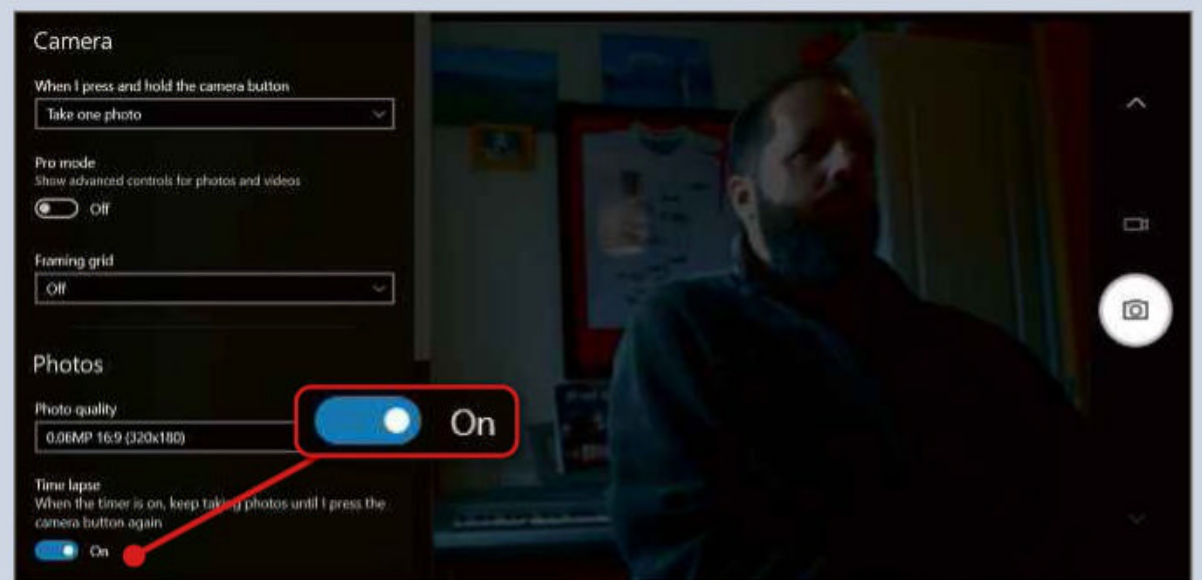 Camera
When I press and hold the camera button
Take one photo
Pro mode
Show advanced controls for photos and videos
Off
Framing grid
Off
Photos
Photo quality
0.06MP 16:9 (320x180)
On
Time lapse
When the timer is on, keep taking photos until I press the
camera button again
On